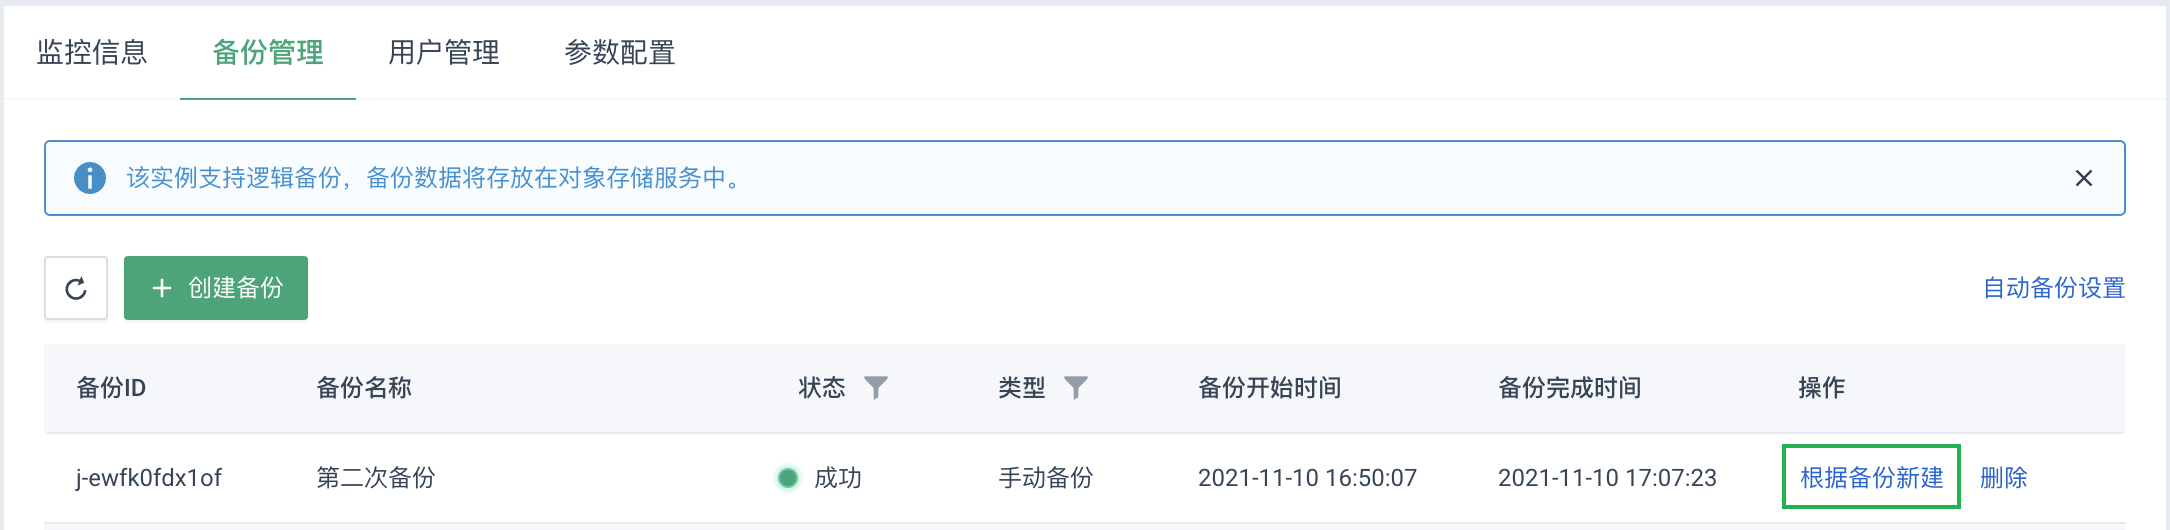 监控信息 备份管理 用户管理 参数配置
该实例支持逻辑备份，备份数据将存放在对象存储服务中。
+ 创建备份 自动备份设置
备份ID 备份名称 状态 类型 备份开始时间 备份完成时间 操作
j-ewfk0fdx1of 第二次备份 成功 手动备份 2021-11-10 16:50:07 2021-11-10 17:07:23 根据备份新建 删除